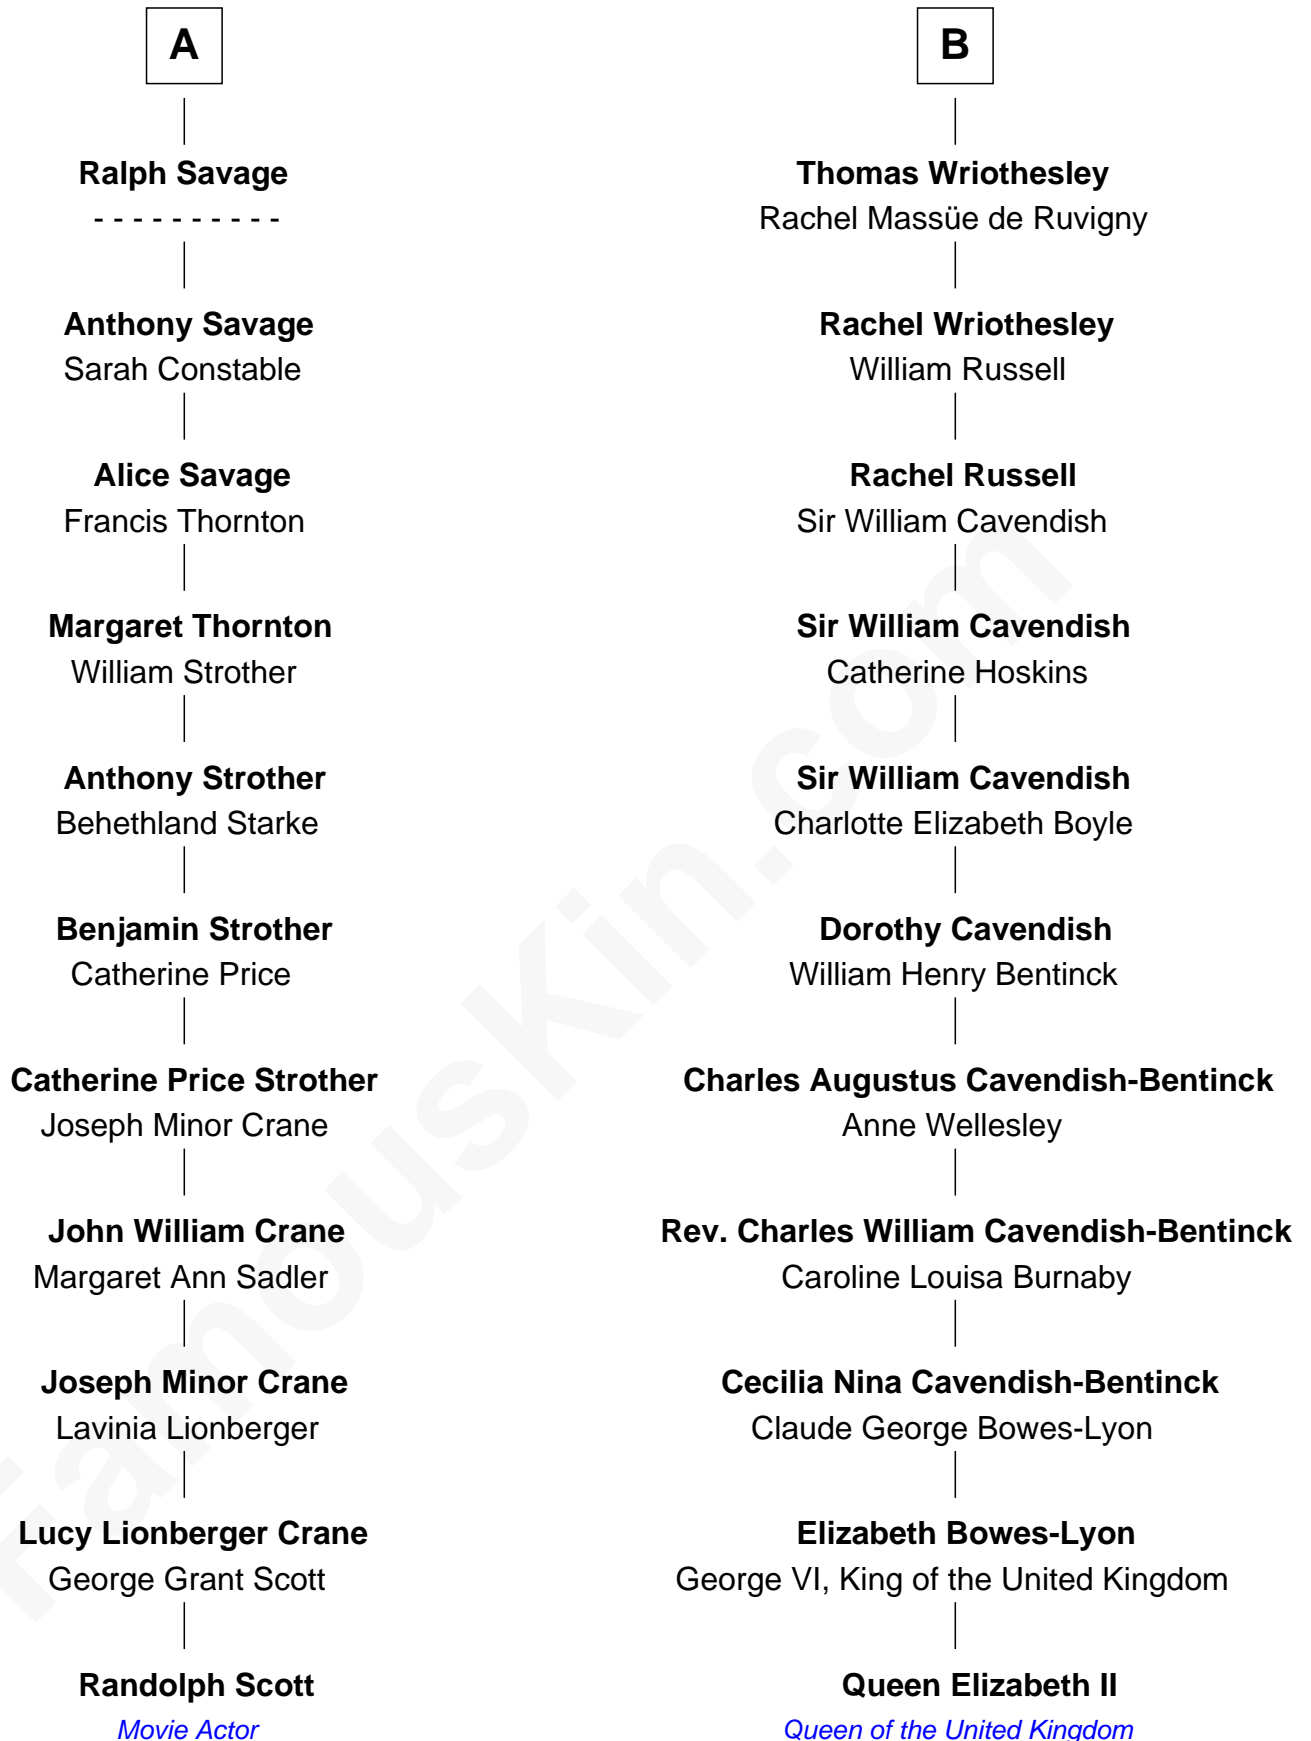 A
Ralph Savage
- - - - - - - - - -
Anthony Savage
Sarah Constable
Alice Savage
Francis Thornton
Margaret Thornton
William Strother
Anthony Strother
Behethland Starke
Benjamin Strother
Catherine Price
Catherine Price Strother
Joseph Minor Crane
John William Crane
Margaret Ann Sadler
Joseph Minor Crane
Lavinia Lionberger
Lucy Lionberger Crane
George Grant Scott
Randolph Scott
Movie Actor
B
Thomas Wriothesley
Rachel Massüe de Ruvigny
Rachel Wriothesley
William Russell
Rachel Russell
Sir William Cavendish
Sir William Cavendish
Catherine Hoskins
Sir William Cavendish
Charlotte Elizabeth Boyle
Dorothy Cavendish
William Henry Bentinck
Charles Augustus Cavendish-Bentinck
Anne Wellesley
Rev. Charles William Cavendish-Bentinck
Caroline Louisa Burnaby
Cecilia Nina Cavendish-Bentinck
Claude George Bowes-Lyon
Elizabeth Bowes-Lyon
George VI, King of the United Kingdom
Queen Elizabeth II
Queen of the United Kingdom
FamousKin.com